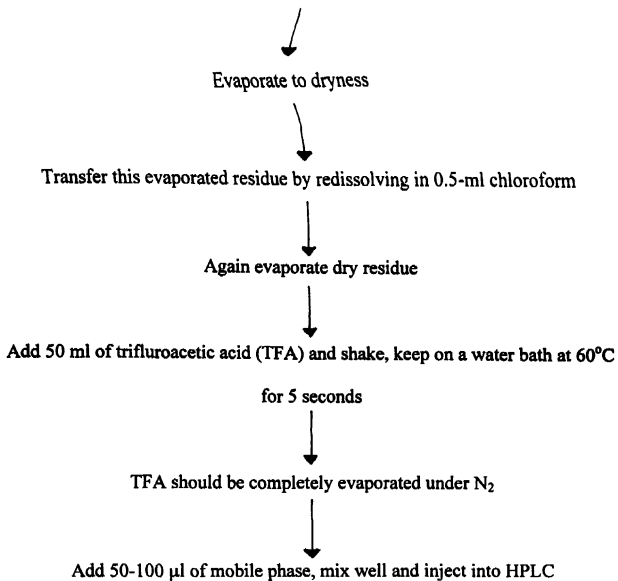 Evaporate to dryness
Transfer this evaporated residue by redissolving in 0.5-ml chloroform
Again evaporate dry residue
Add 50 ml of trifluroacetic acid (TFA) and shake, keep on a water bath at 60°C
for 5 seconds
TFA should be completely evaporated under N₂
Add 50-100 μl of mobile phase, mix well and inject into HPLC